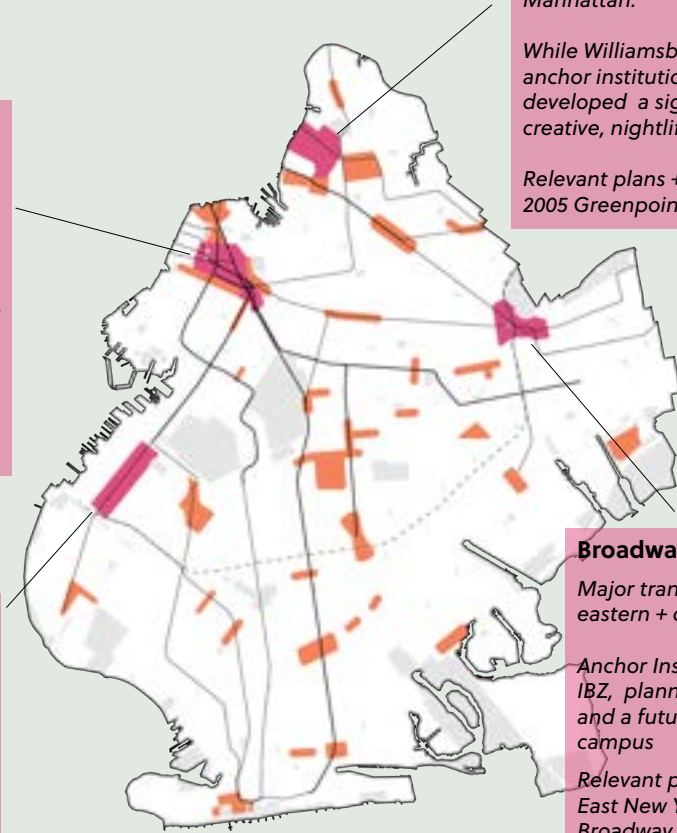 Manhattan.
While Williamsb
anchor institutio
developed a sig
creative, nightlif
Relevant plans +
2005 Greenpoin
Broadwa
Major tran
eastern + c
Anchor Ins
IBZ, plann
and a futu
campus
Relevant p
East New Y
Broadway